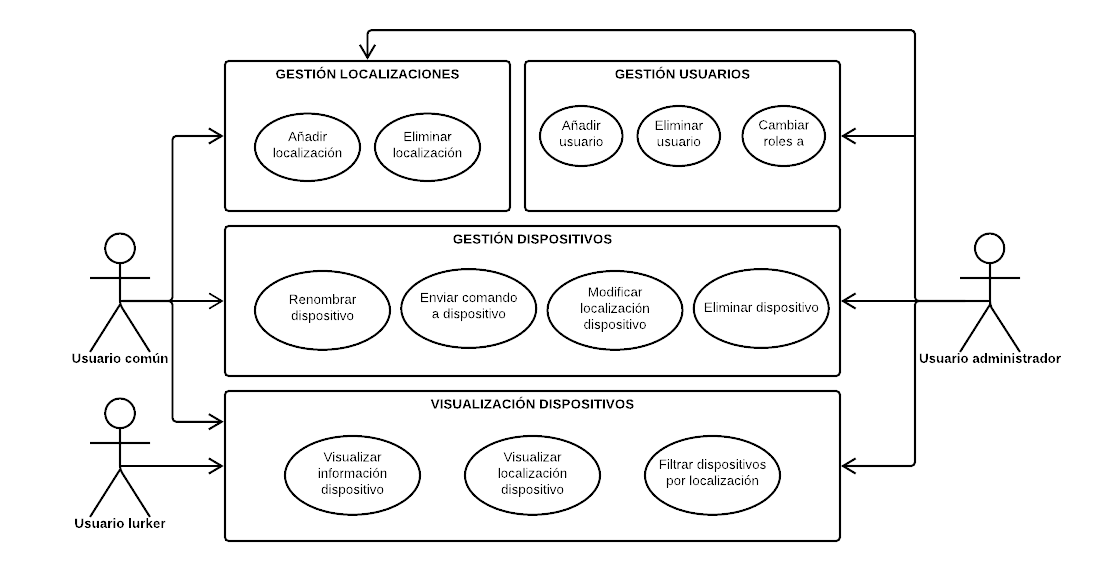 GESTIÓN LOCALIZACIONES
Añadir
localización
Eliminar
localización
GESTIÓN USUARIOS
Añadir
usuario
Eliminar
usuario
Cambiar
roles a
GESTIÓN DISPOSITIVOS
Renombrar
dispositivo
Enviar comando
a dispositivo
Modificar
localización
dispositivo
Eliminar dispositivo
Usuario común
Usuario administrador
VISUALIZACIÓN DISPOSITIVOS
Visualizar
información
dispositivo
Visualizar
localización
dispositivo
Filtrar dispositivos
por localización
Usuario lurker